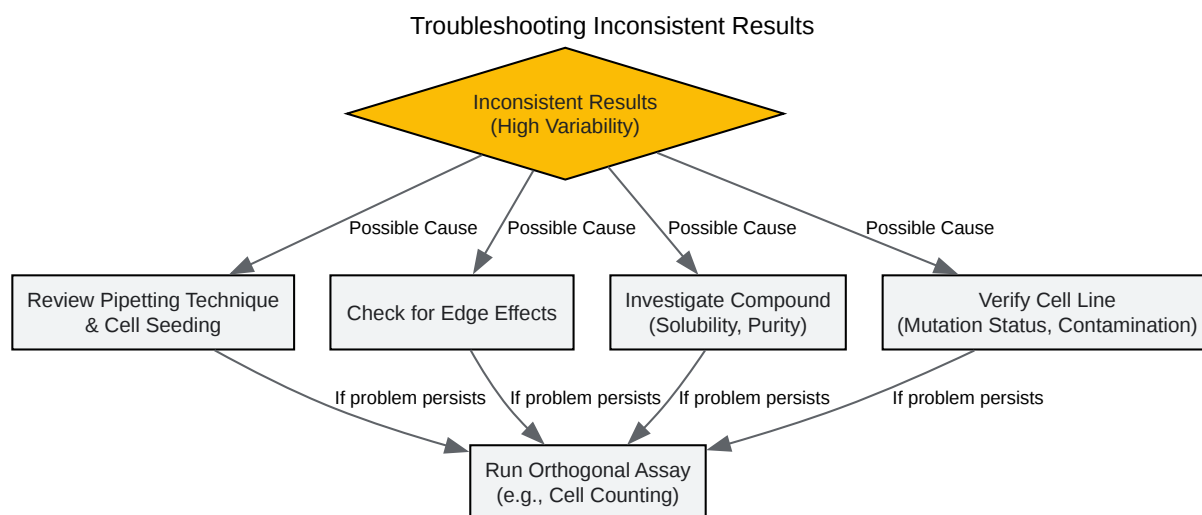 Troubleshooting Inconsistent Results
Inconsistent Results
(High Variability)
Possible Cause
Possible Cause
Possible Cause
Possible Cause
Review Pipetting Technique
& Cell Seeding
Check for Edge Effects
Investigate Compound
(Solubility, Purity)
Verify Cell Line
(Mutation Status, Contamination)
If problem persists
If problem persists
If problem persists
If problem persists
Run Orthogonal Assay
(e.g., Cell Counting)